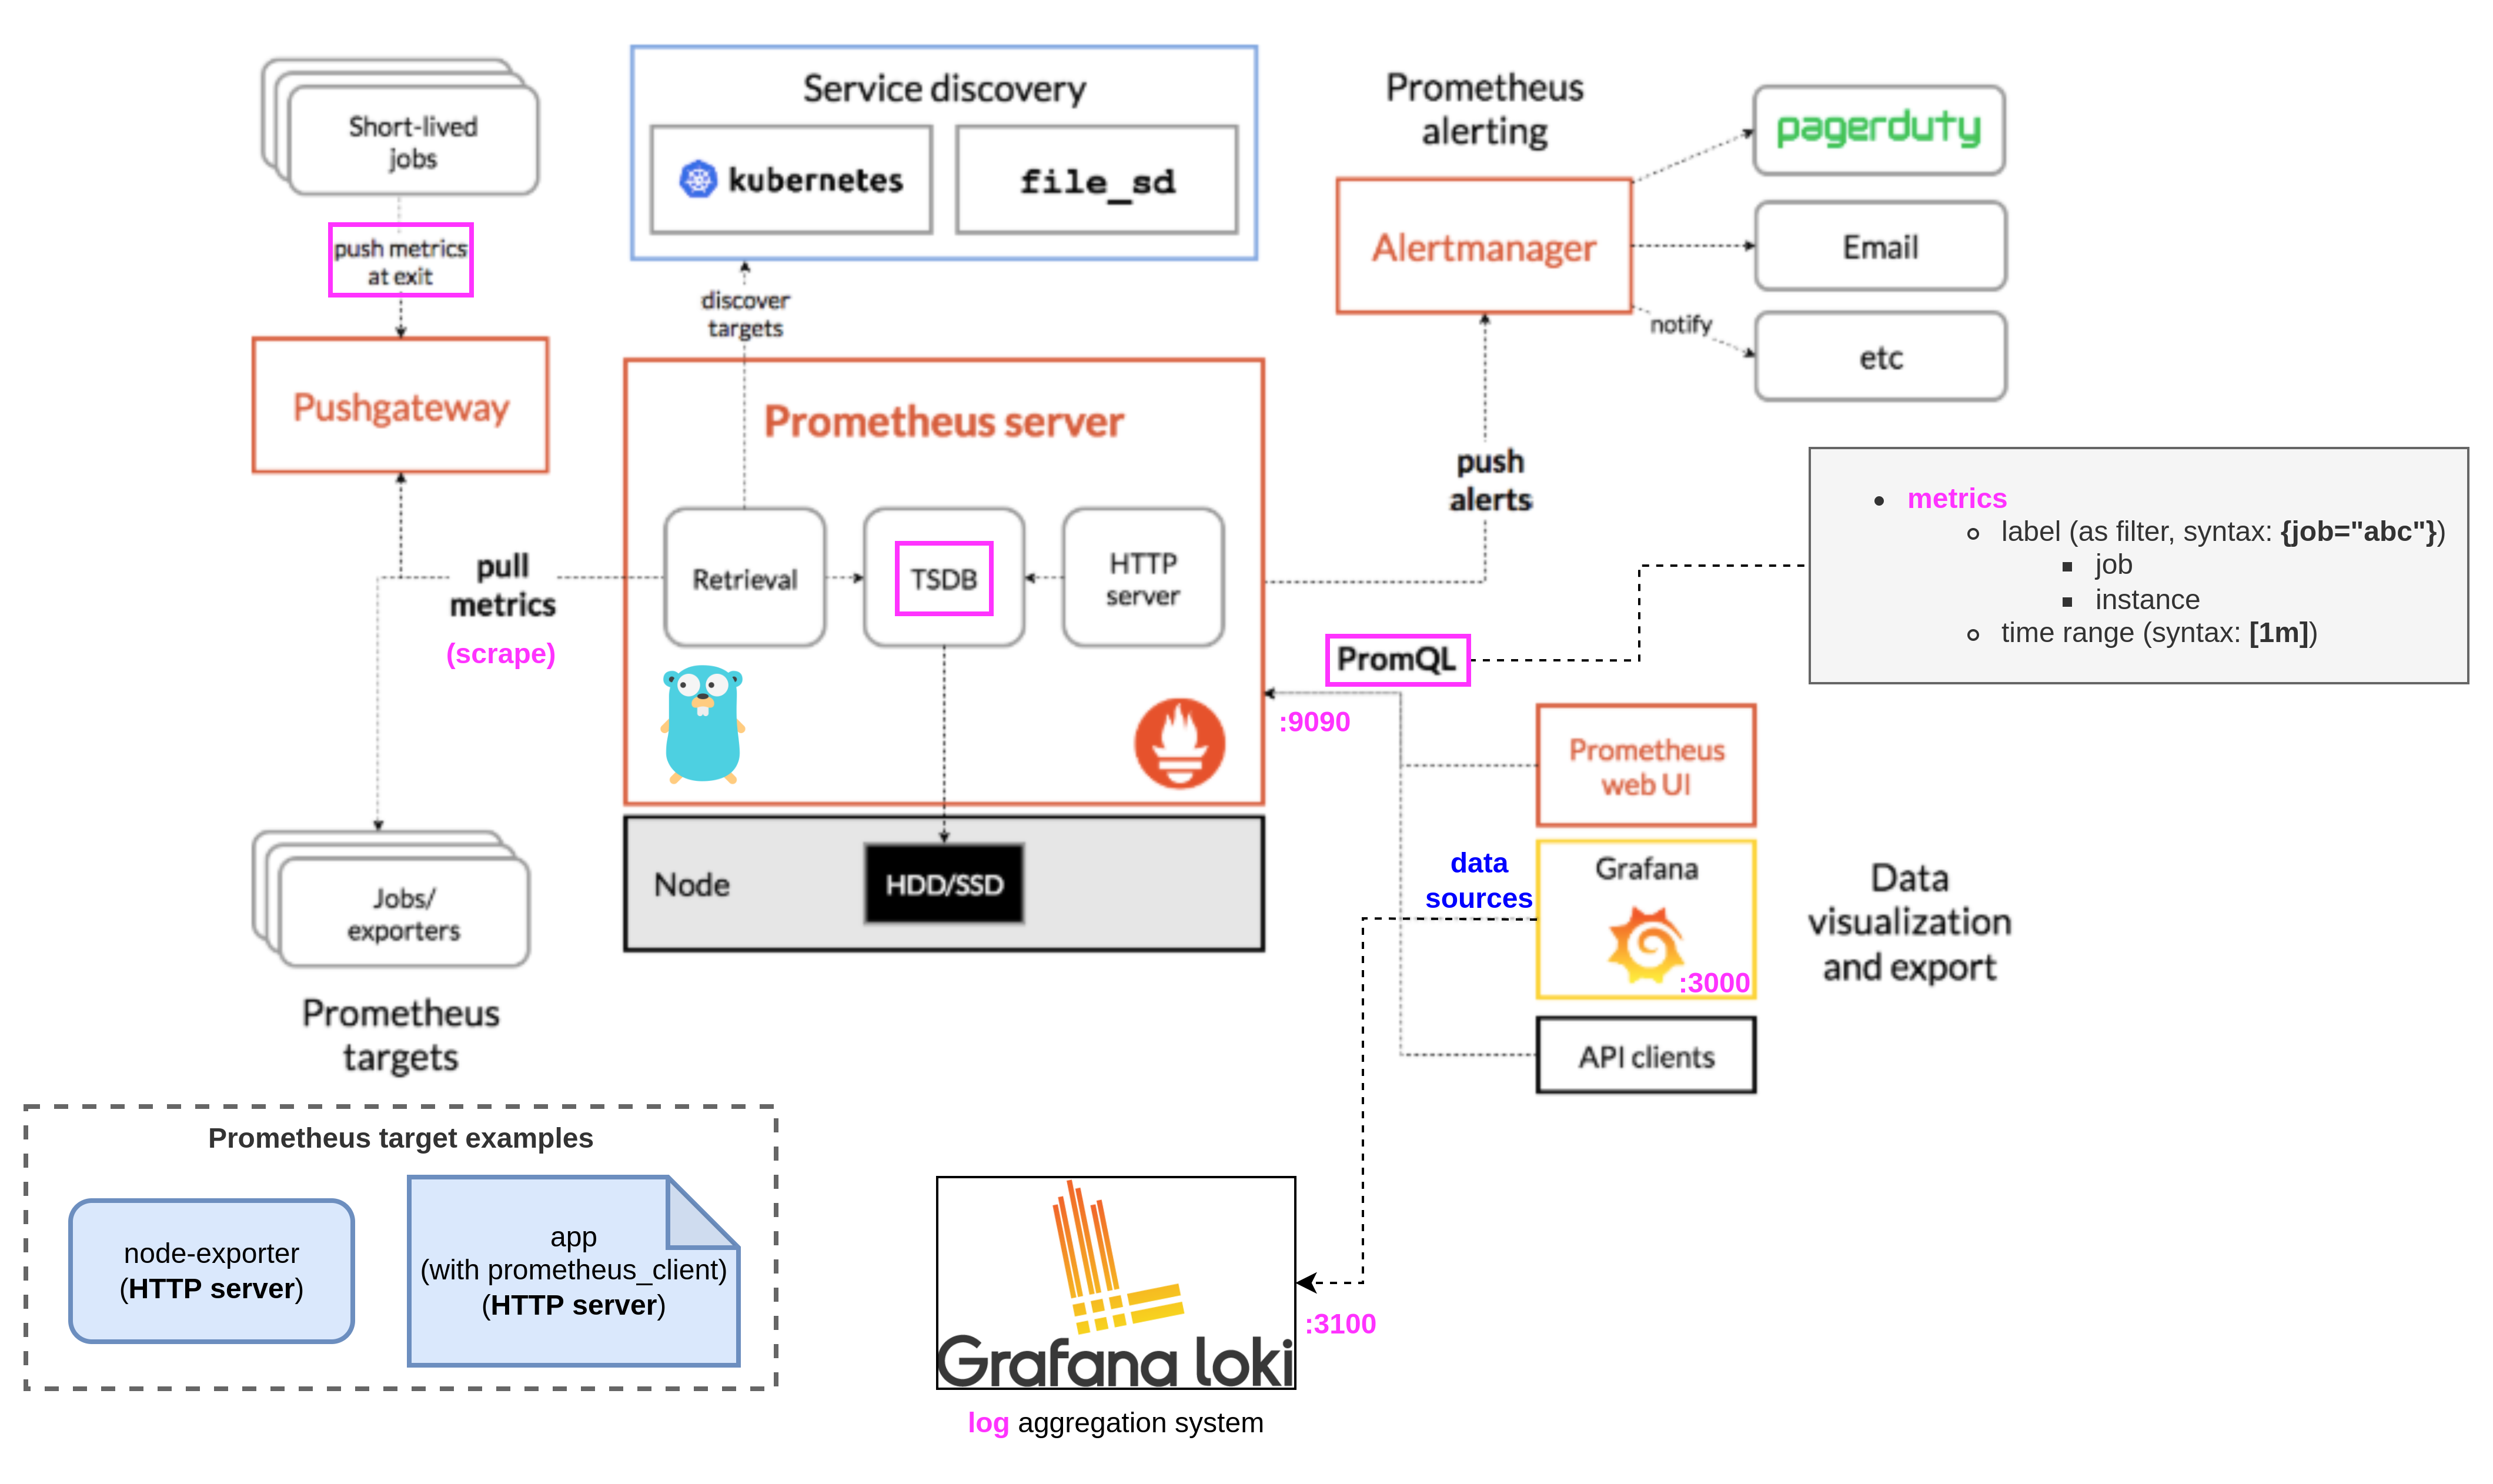 Short-lived
jobs
push metrics
at exit
Pushgateway
pull
metrics
(scrape)
Jobs/
exporters
Prometheus
targets
Service discovery
kubernetes
file_sd
discover
targets
Prometheus server
Retrieval
TSDB
HTTP
server
Node
HDD/SSD
Prometheus
alerting
Alertmanager
pagerduty
Email
notify
etc
push
alerts
PromQL
:9090
• metrics
○ label (as filter, syntax: {job="abc"})
▪ job
▪ instance
○ time range (syntax: [1m])
Prometheus
web UI
data
sources
Grafana
:3000
API clients
Data
visualization
and export
Prometheus target examples
node-exporter
(HTTP server)
app
(with prometheus_client)
(HTTP server)
Grafana loki
:3100
log aggregation system